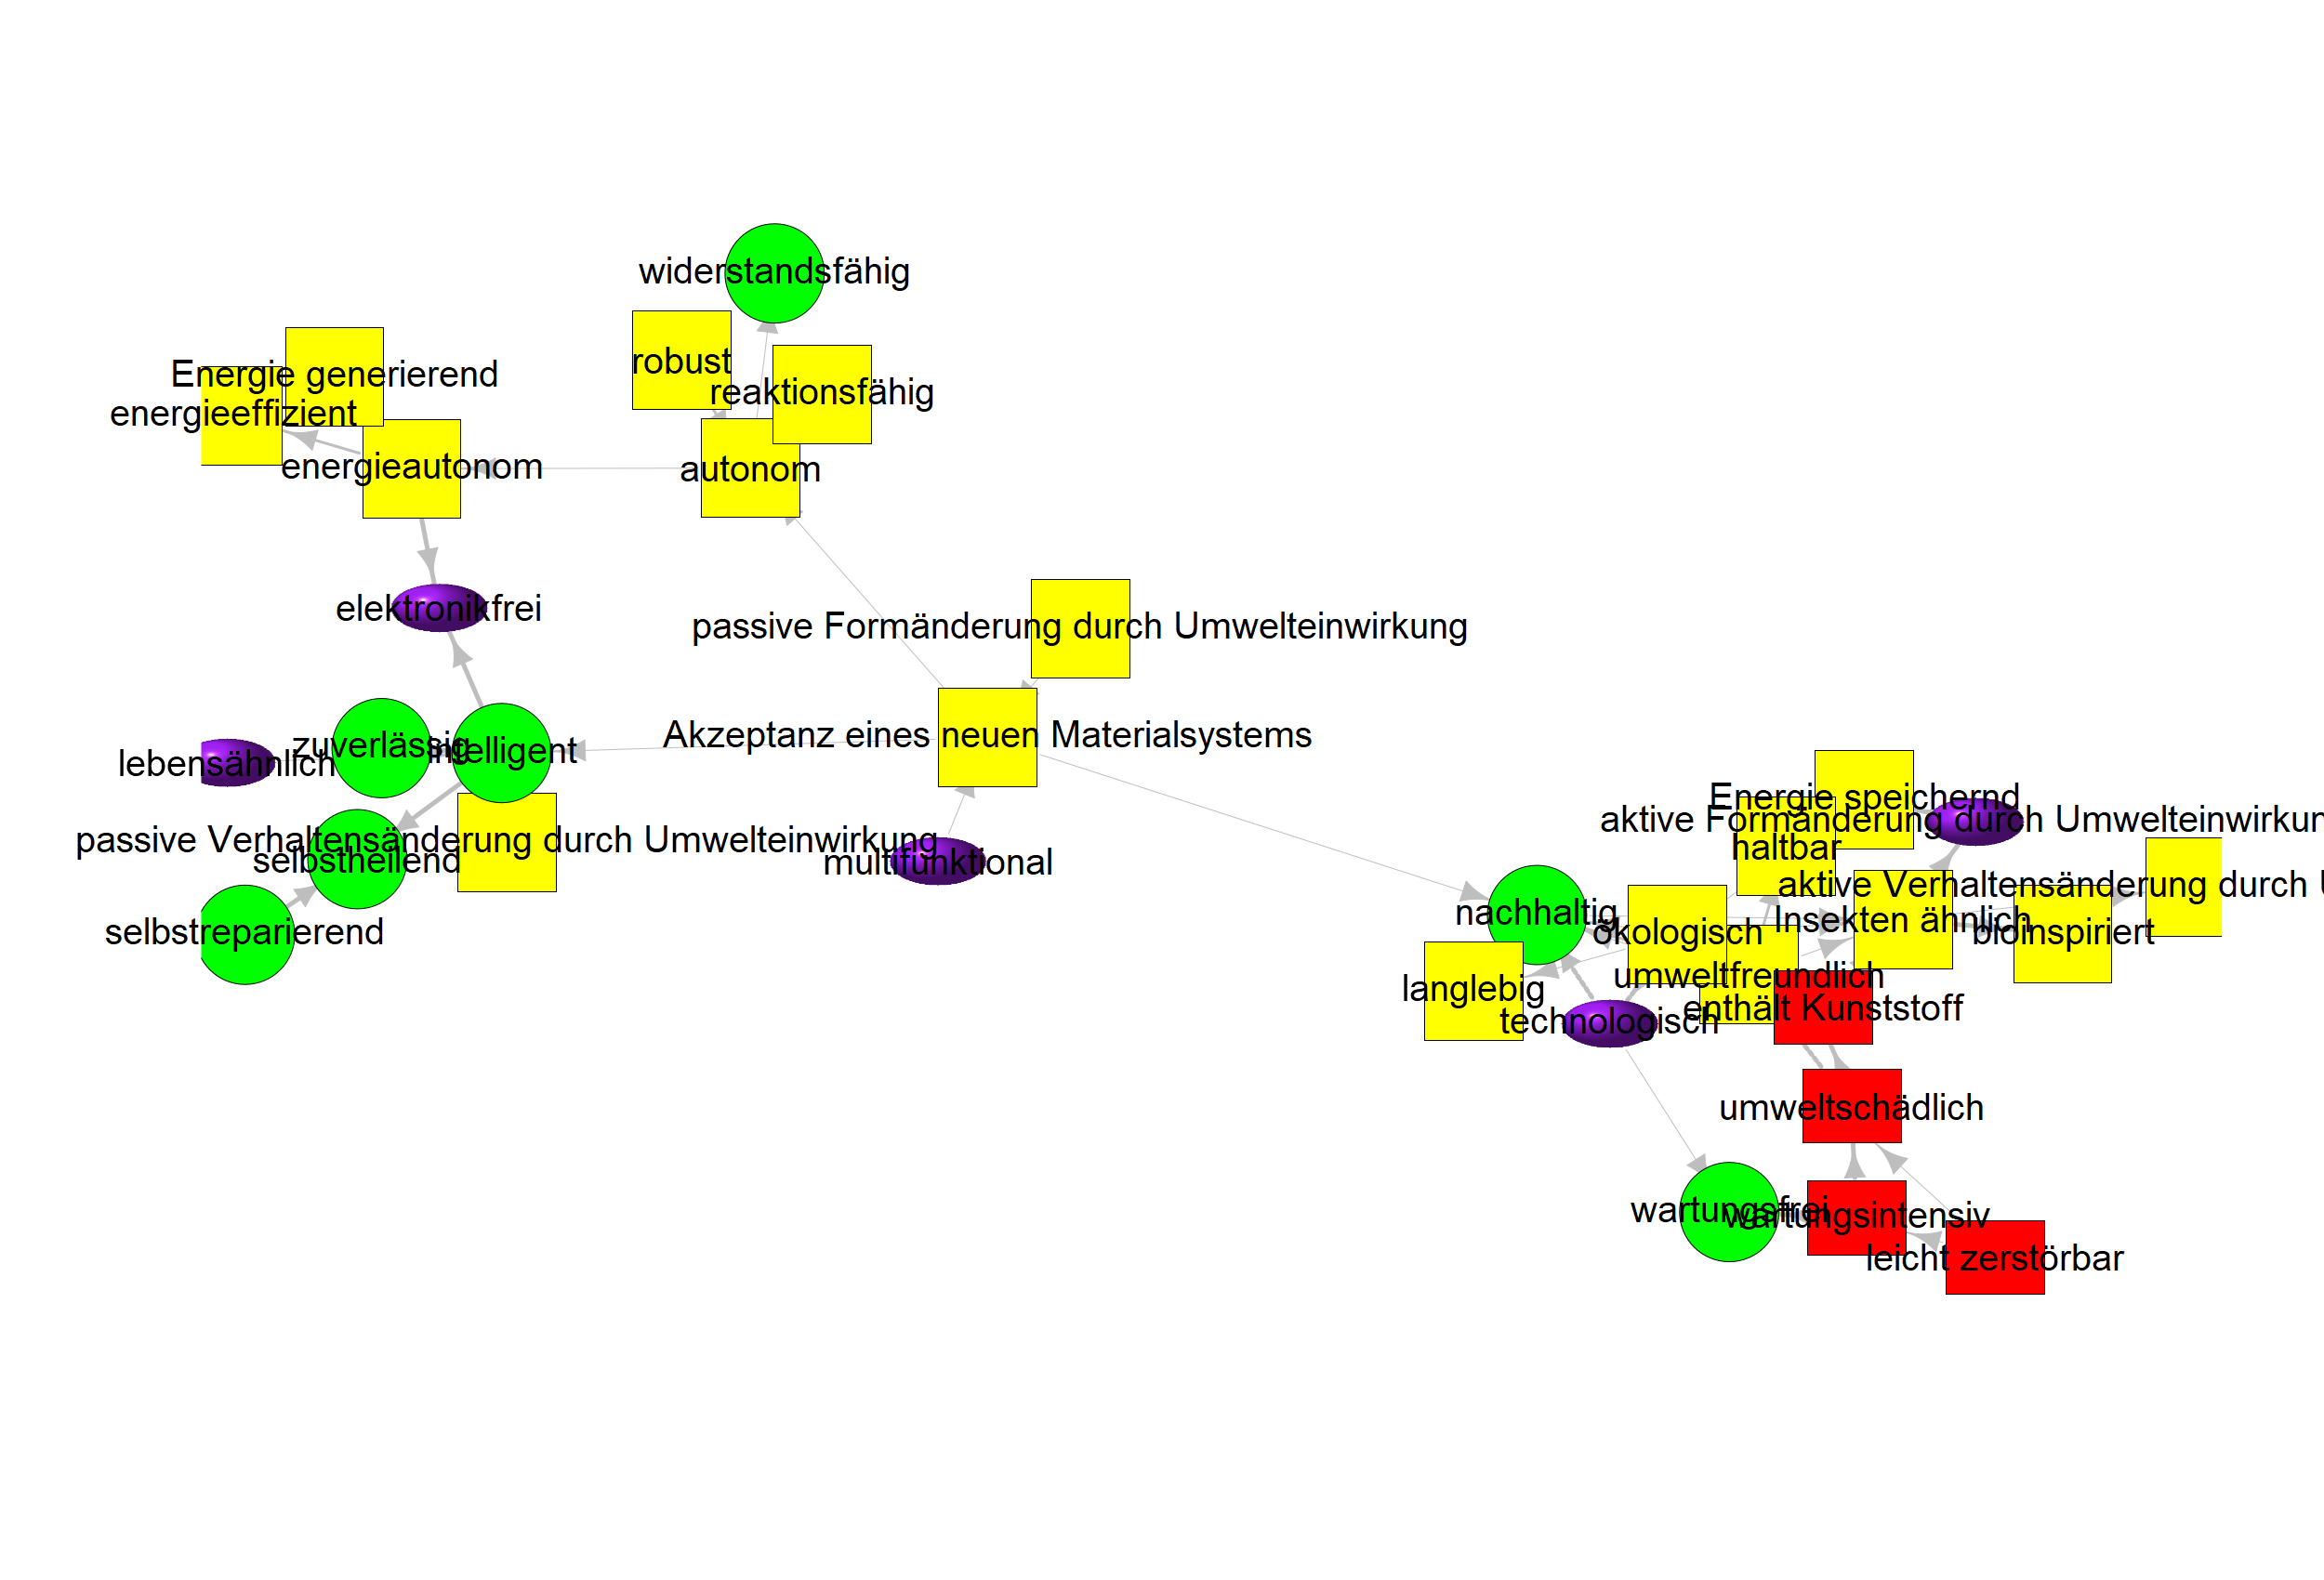 widerstandsfähig
robust
Energie generierend
reaktionsfähig
energieeffizient
energieautonom
autonom
elektronikfrei
passive Formänderung durch Umwelteinwirkung
Akzeptanz eines neuen Materialsystems
zuverlässig
intelligent
lebensähnlich
Energie speichernd
aktive Formänderung durch Umwelteinwirkun
passive Verhaltensänderung durch Umwelteinwirkung
haltbar
selbstheilend
multifunktional
aktive Verhaltensänderung durch U
nachhaltig
Insekten ähnlich
selbstreparierend
ökologisch
bioinspiriert
umweltfreundlich
langlebig
enthält Kunststoff
technologisch
umweltschädlich
wartungsfrei
wartungsintensiv
leicht zerstörbar